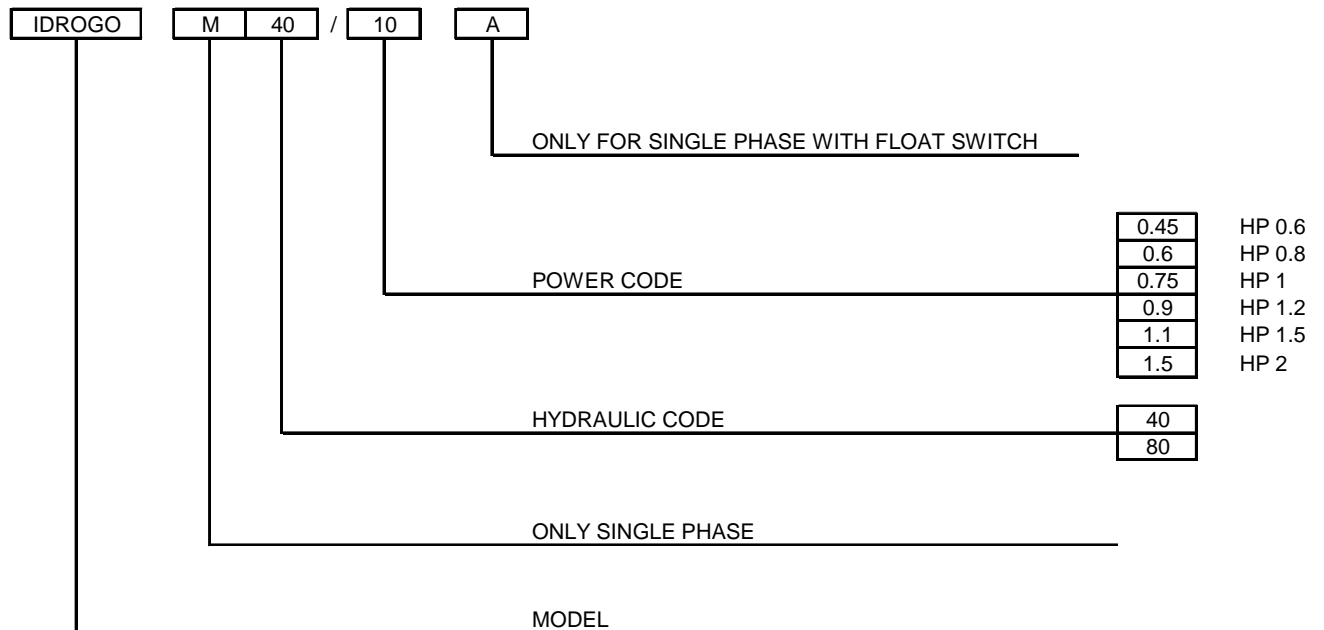 IDROGO M 40 / 10 A
ONLY FOR SINGLE PHASE WITH FLOAT SWITCH
0.45 HP 0.6
0.6 HP 0.8
POWER CODE 0.75 HP 1
0.9 HP 1.2
1.1 HP 1.5
1.5 HP 2
HYDRAULIC CODE 40
80
ONLY SINGLE PHASE
MODEL